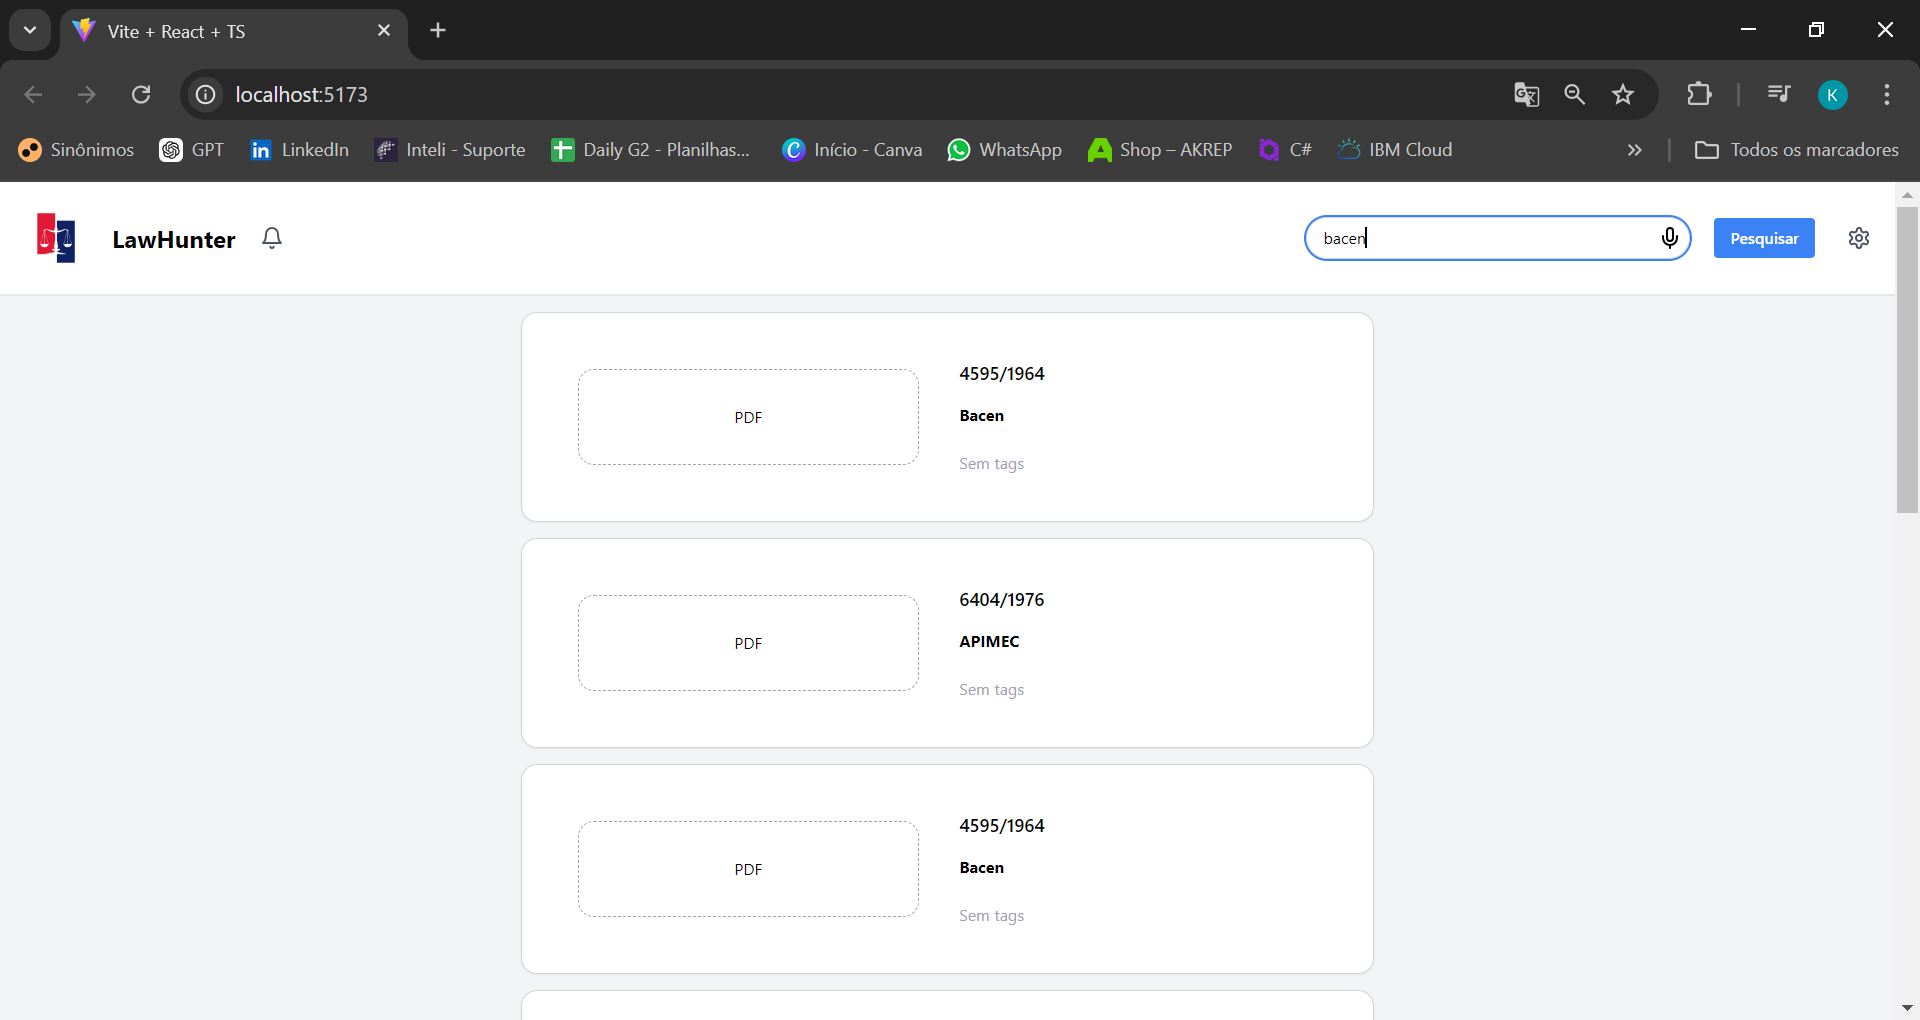 Vite + React + TS
localhost:5173
Sinônimos GPT LinkedIn Inteli - Suporte Daily G2 - Planilhas... Início - Canva WhatsApp Shop – AKREP C# IBM Cloud » Todos os marcadores
K
LawHunter bacen Pesquisar
PDF
4595/1964
Bacen
Sem tags
PDF
6404/1976
APIMEC
Sem tags
PDF
4595/1964
Bacen
Sem tags